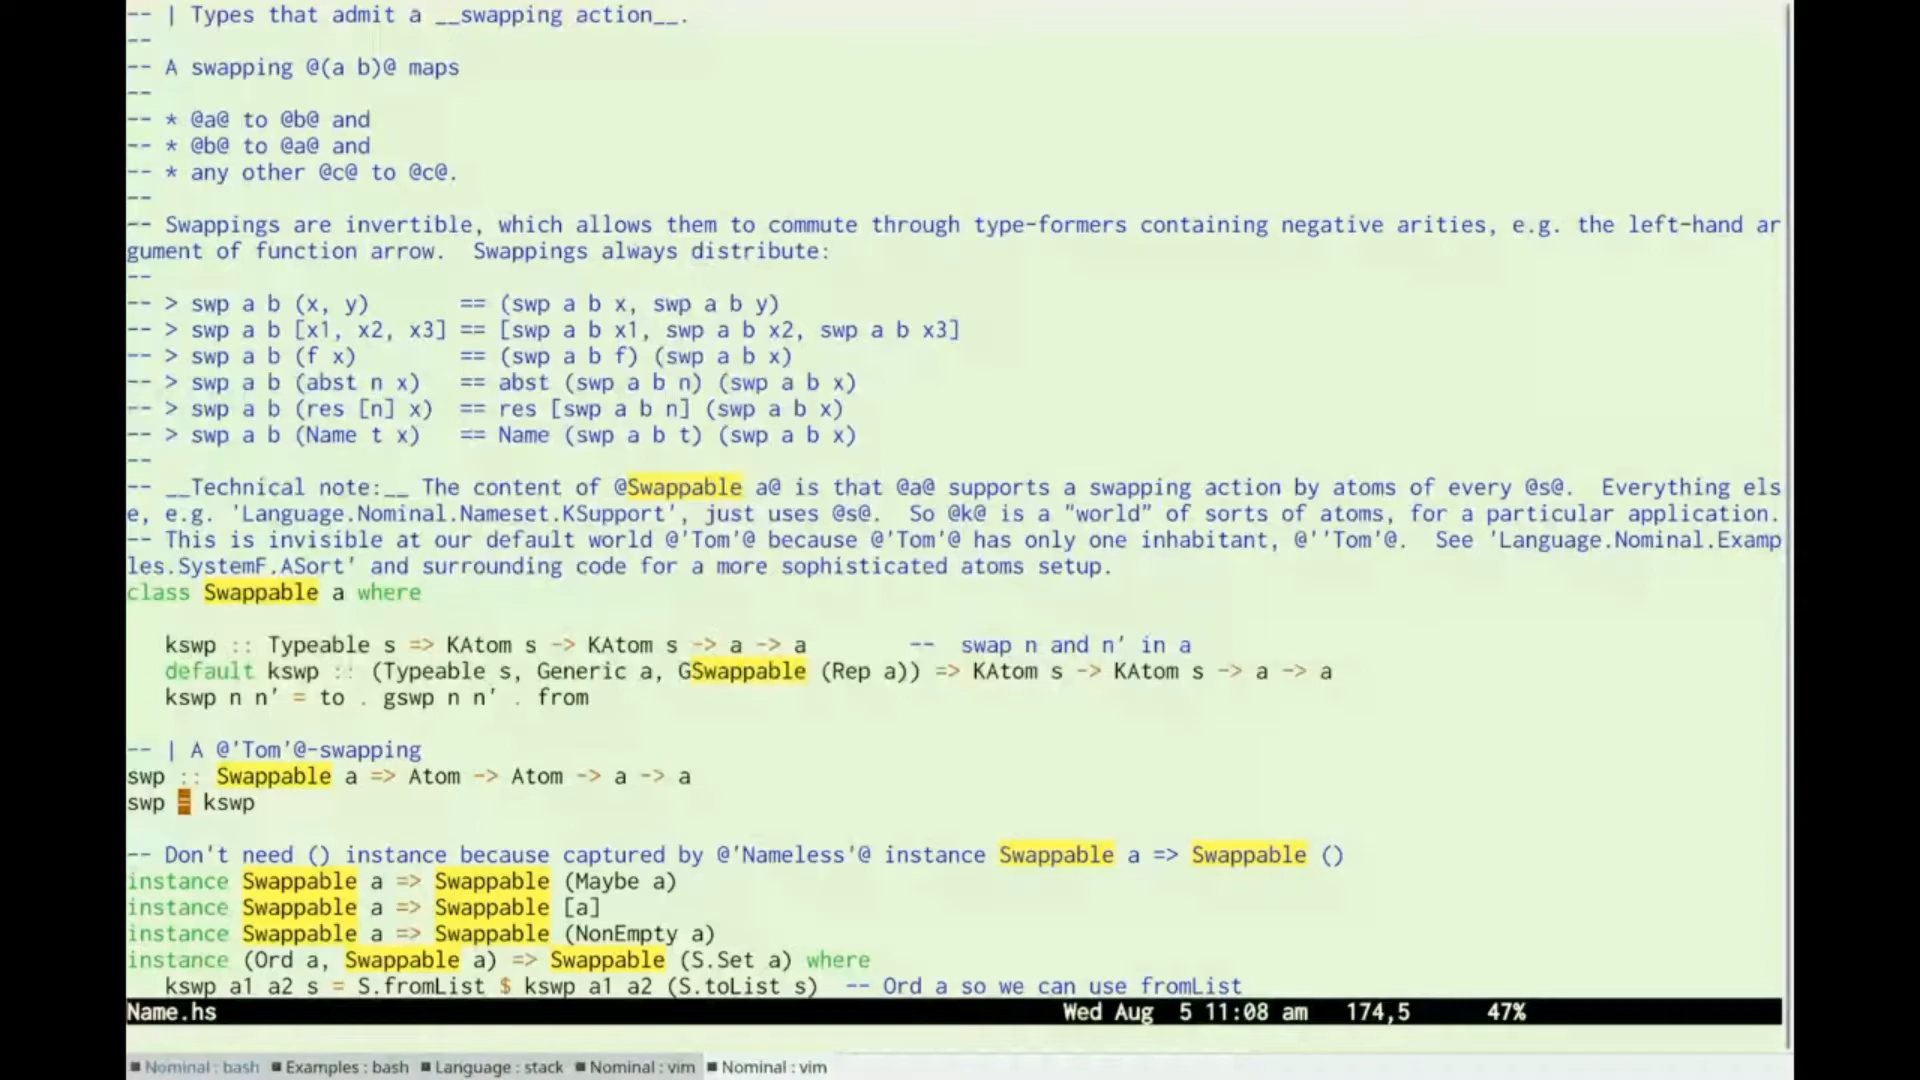 -- | Types that admit a __swapping action__.
--
-- A swapping @(a b)@ maps
--
-- * @a@ to @b@ and
-- * @b@ to @a@ and
-- * any other @c@ to @c@.
--
-- Swappings are invertible, which allows them to commute through type-formers containing negative arities, e.g. the left-hand ar
gument of function arrow.  Swappings always distribute:
--
-- > swp a b (x, y)       == (swp a b x, swp a b y)
-- > swp a b [x1, x2, x3] == [swp a b x1, swp a b x2, swp a b x3]
-- > swp a b (f x)        == (swp a b f) (swp a b x)
-- > swp a b (abst n x)   == abst (swp a b n) (swp a b x)
-- > swp a b (res [n] x)  == res [swp a b n] (swp a b x)
-- > swp a b (Name t x)   == Name (swp a b t) (swp a b x)
--
-- __Technical note:__ The content of @Swappable a@ is that @a@ supports a swapping action by atoms of every @s@.  Everything els
e, e.g. 'Language.Nominal.Nameset.KSupport', just uses @s@.  So @k@ is a "world" of sorts of atoms, for a particular application.
-- This is invisible at our default world @'Tom'@ because @'Tom'@ has only one inhabitant, @''Tom'@.  See 'Language.Nominal.Examp
les.SystemF.ASort' and surrounding code for a more sophisticated atoms setup.
class Swappable a where
   kswp :: Typeable s => KAtom s -> KAtom s -> a -> a        --  swap n and n' in a
   default kswp :: (Typeable s, Generic a, GSwappable (Rep a)) => KAtom s -> KAtom s -> a -> a
   kswp n n' = to . gswp n n' . from
-- | A @'Tom'@-swapping
swp :: Swappable a => Atom -> Atom -> a -> a
swp = kswp
-- Don't need () instance because captured by @'Nameless'@ instance Swappable a => Swappable ()
instance Swappable a => Swappable (Maybe a)
instance Swappable a => Swappable [a]
instance Swappable a => Swappable (NonEmpty a)
instance (Ord a, Swappable a) => Swappable (S.Set a) where
   kswp a1 a2 s = S.fromList $ kswp a1 a2 (S.toList s)  -- Ord a so we can use fromList
Name.hs Wed Aug  5 11:08 am   174,5      47%
Nominal : bash Examples : bash Language : stack Nominal : vim Nominal : vim